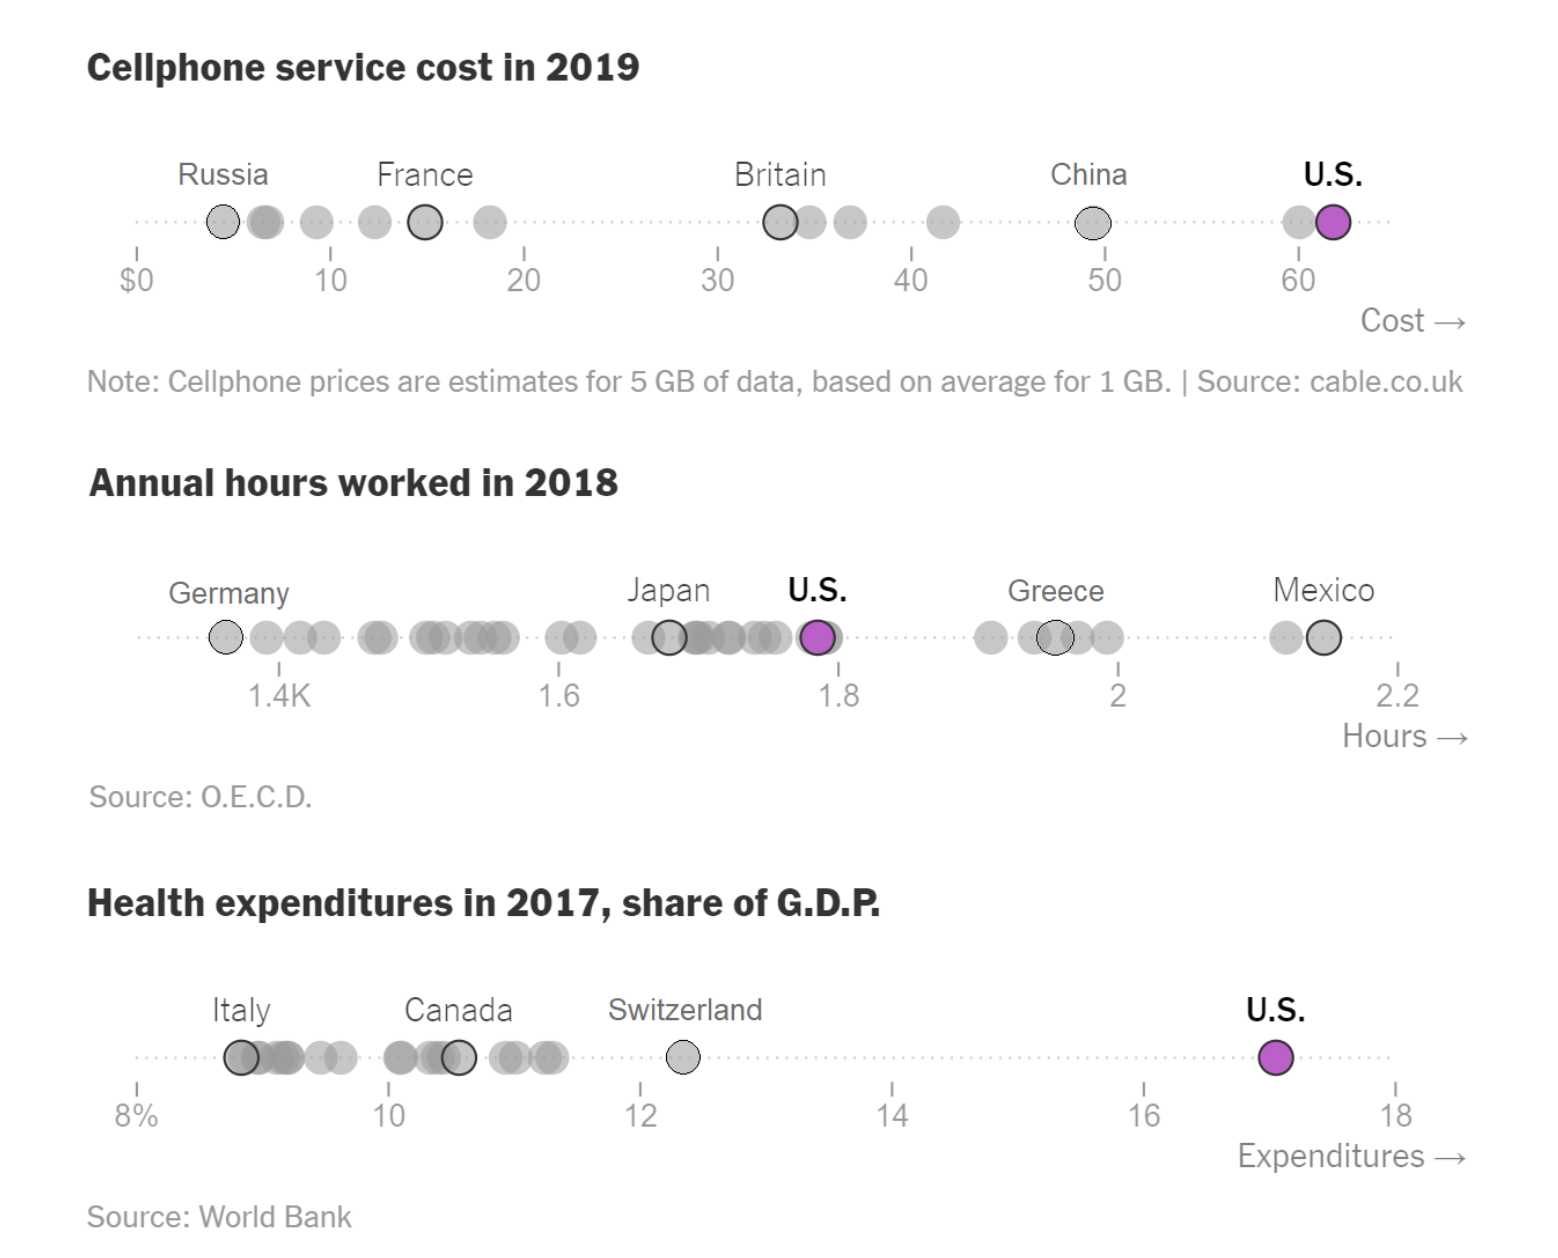 Cellphone service cost in 2019
Russia France Britain China U.S.
$0 10 20 30 40 50 60
Cost →
Note: Cellphone prices are estimates for 5 GB of data, based on average for 1 GB. | Source: cable.co.uk
Annual hours worked in 2018
Germany Japan U.S. Greece Mexico
1.4K 1.6 1.8 2 2.2
Hours →
Source: O.E.C.D.
Health expenditures in 2017, share of G.D.P.
Italy Canada Switzerland U.S.
8% 10 12 14 16 18
Expenditures →
Source: World Bank